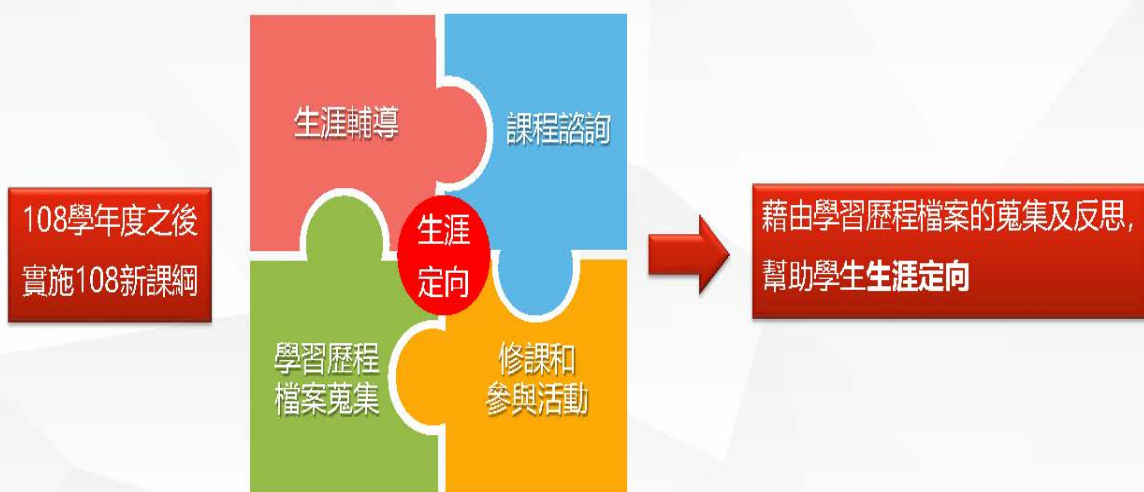 108學年度之後
實施108新課綱
生涯輔導
課程諮詢
生涯
定向
學習歷程
檔案蒐集
修課和
參與活動
藉由學習歷程檔案的蒐集及反思,
幫助學生生涯定向